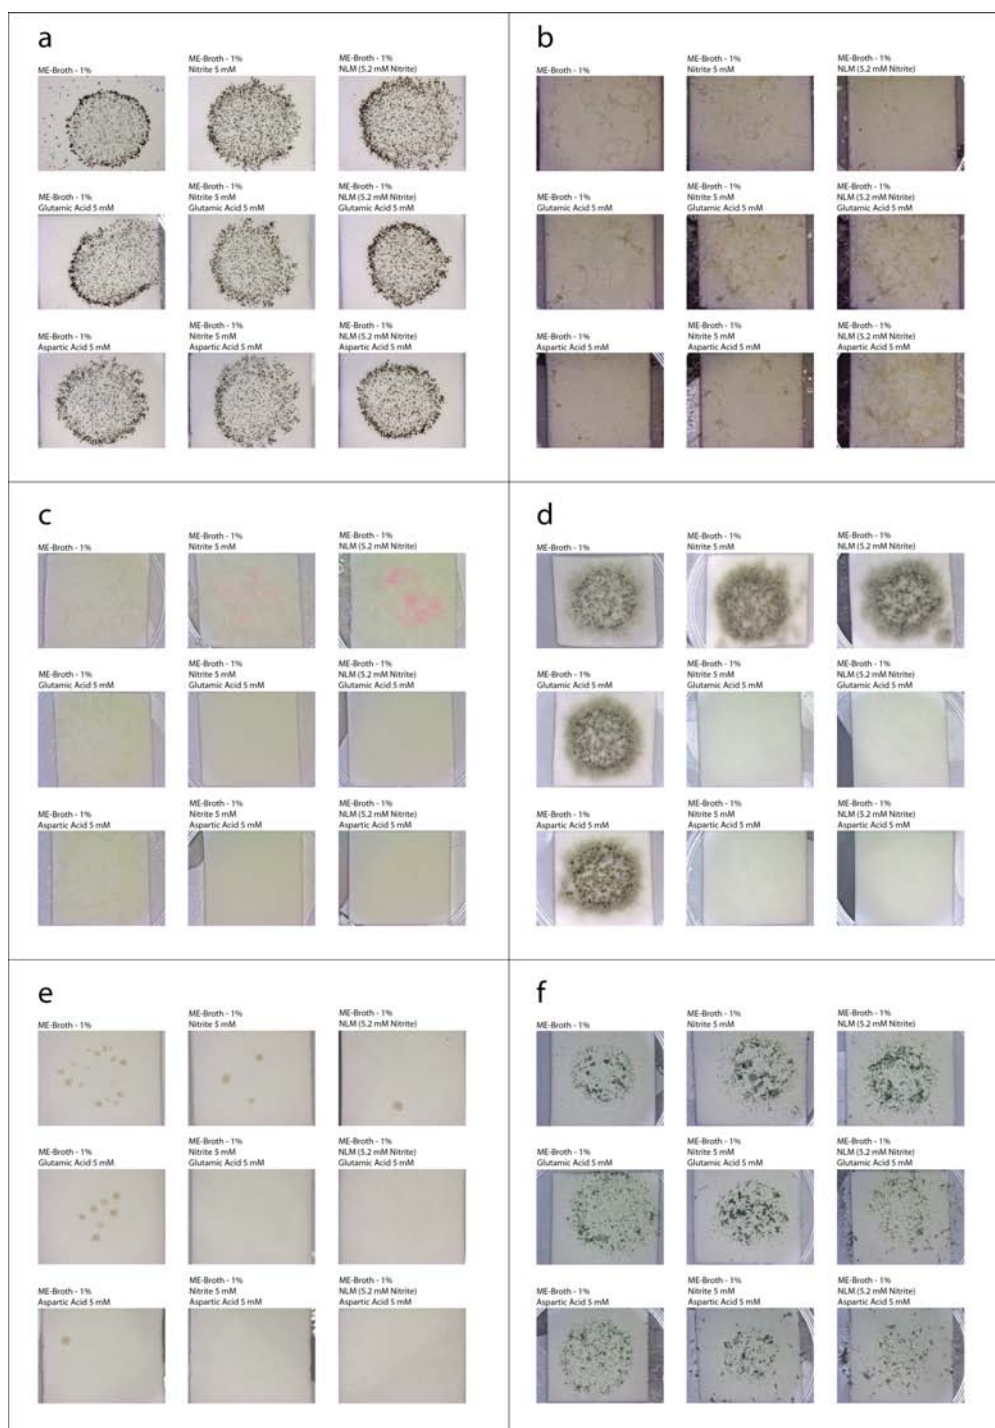 a
ME-Broth - 1%
ME-Broth - 1%
Nitrite 5 mM
ME-Broth - 1%
NLM (5.2 mM Nitrite)
ME-Broth - 1%
Glutamic Acid 5 mM
ME-Broth - 1%
Nitrite 5 mM
Glutamic Acid 5 mM
ME-Broth - 1%
NLM (5.2 mM Nitrite)
Glutamic Acid 5 mM
ME-Broth - 1%
Aspartic Acid 5 mM
ME-Broth - 1%
Nitrite 5 mM
Aspartic Acid 5 mM
ME-Broth - 1%
NLM (5.2 mM Nitrite)
Aspartic Acid 5 mM
b
ME-Broth - 1%
ME-Broth - 1%
Nitrite 5 mM
ME-Broth - 1%
NLM (5.2 mM Nitrite)
ME-Broth - 1%
Glutamic Acid 5 mM
ME-Broth - 1%
Nitrite 5 mM
Glutamic Acid 5 mM
ME-Broth - 1%
NLM (5.2 mM Nitrite)
Glutamic Acid 5 mM
ME-Broth - 1%
Aspartic Acid 5 mM
ME-Broth - 1%
Nitrite 5 mM
Aspartic Acid 5 mM
ME-Broth - 1%
NLM (5.2 mM Nitrite)
Aspartic Acid 5 mM
c
ME-Broth - 1%
ME-Broth - 1%
Nitrite 5 mM
ME-Broth - 1%
NLM (5.2 mM Nitrite)
ME-Broth - 1%
Glutamic Acid 5 mM
ME-Broth - 1%
Nitrite 5 mM
Glutamic Acid 5 mM
ME-Broth - 1%
NLM (5.2 mM Nitrite)
Glutamic Acid 5 mM
ME-Broth - 1%
Aspartic Acid 5 mM
ME-Broth - 1%
Nitrite 5 mM
Aspartic Acid 5 mM
ME-Broth - 1%
NLM (5.2 mM Nitrite)
Aspartic Acid 5 mM
d
ME-Broth - 1%
ME-Broth - 1%
Nitrite 5 mM
ME-Broth - 1%
NLM (5.2 mM Nitrite)
ME-Broth - 1%
Glutamic Acid 5 mM
ME-Broth - 1%
Nitrite 5 mM
Glutamic Acid 5 mM
ME-Broth - 1%
NLM (5.2 mM Nitrite)
Glutamic Acid 5 mM
ME-Broth - 1%
Aspartic Acid 5 mM
ME-Broth - 1%
Nitrite 5 mM
Aspartic Acid 5 mM
ME-Broth - 1%
NLM (5.2 mM Nitrite)
Aspartic Acid 5 mM
e
ME-Broth - 1%
ME-Broth - 1%
Nitrite 5 mM
ME-Broth - 1%
NLM (5.2 mM Nitrite)
ME-Broth - 1%
Glutamic Acid 5 mM
ME-Broth - 1%
Nitrite 5 mM
Glutamic Acid 5 mM
ME-Broth - 1%
NLM (5.2 mM Nitrite)
Glutamic Acid 5 mM
ME-Broth - 1%
Aspartic Acid 5 mM
ME-Broth - 1%
Nitrite 5 mM
Aspartic Acid 5 mM
ME-Broth - 1%
NLM (5.2 mM Nitrite)
Aspartic Acid 5 mM
f
ME-Broth - 1%
ME-Broth - 1%
Nitrite 5 mM
ME-Broth - 1%
NLM (5.2 mM Nitrite)
ME-Broth - 1%
Glutamic Acid 5 mM
ME-Broth - 1%
Nitrite 5 mM
Glutamic Acid 5 mM
ME-Broth - 1%
NLM (5.2 mM Nitrite)
Glutamic Acid 5 mM
ME-Broth - 1%
Aspartic Acid 5 mM
ME-Broth - 1%
Nitrite 5 mM
Aspartic Acid 5 mM
ME-Broth - 1%
NLM (5.2 mM Nitrite)
Aspartic Acid 5 mM